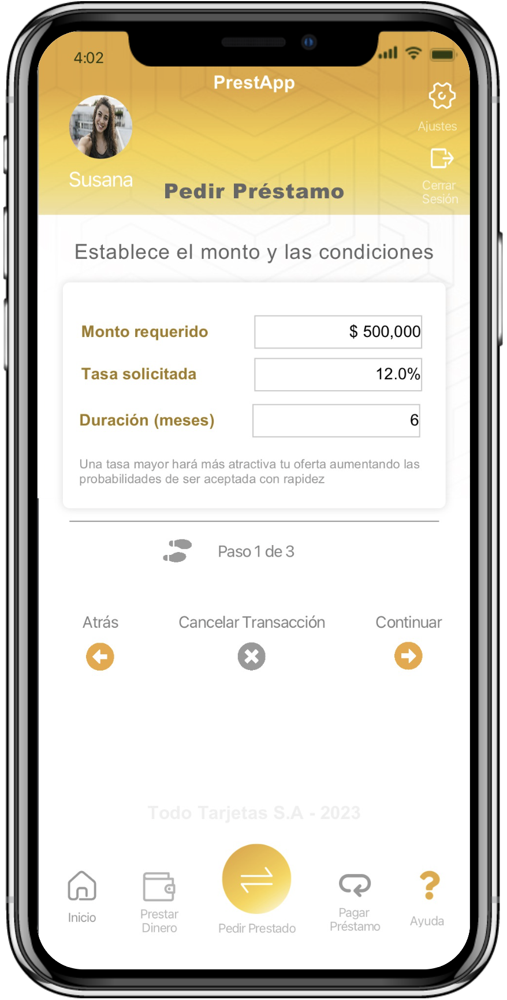 4:02
PrestApp
Ajustes
Susana
Pedir Préstamo
Cerrar
Sesión
Establece el monto y las condiciones
Monto requerido
$ 500,000
Tasa solicitada
12.0%
Duración (meses)
6
Una tasa mayor hará más atractiva tu oferta aumentando las
probabilidades de ser aceptada con rapidez
Paso 1 de 3
Atrás
Cancelar Transacción
Continuar
Todo Tarjetas S.A - 2023
Inicio
Prestar
Dinero
Pedir Prestado
Pagar
Préstamo
?
Ayuda